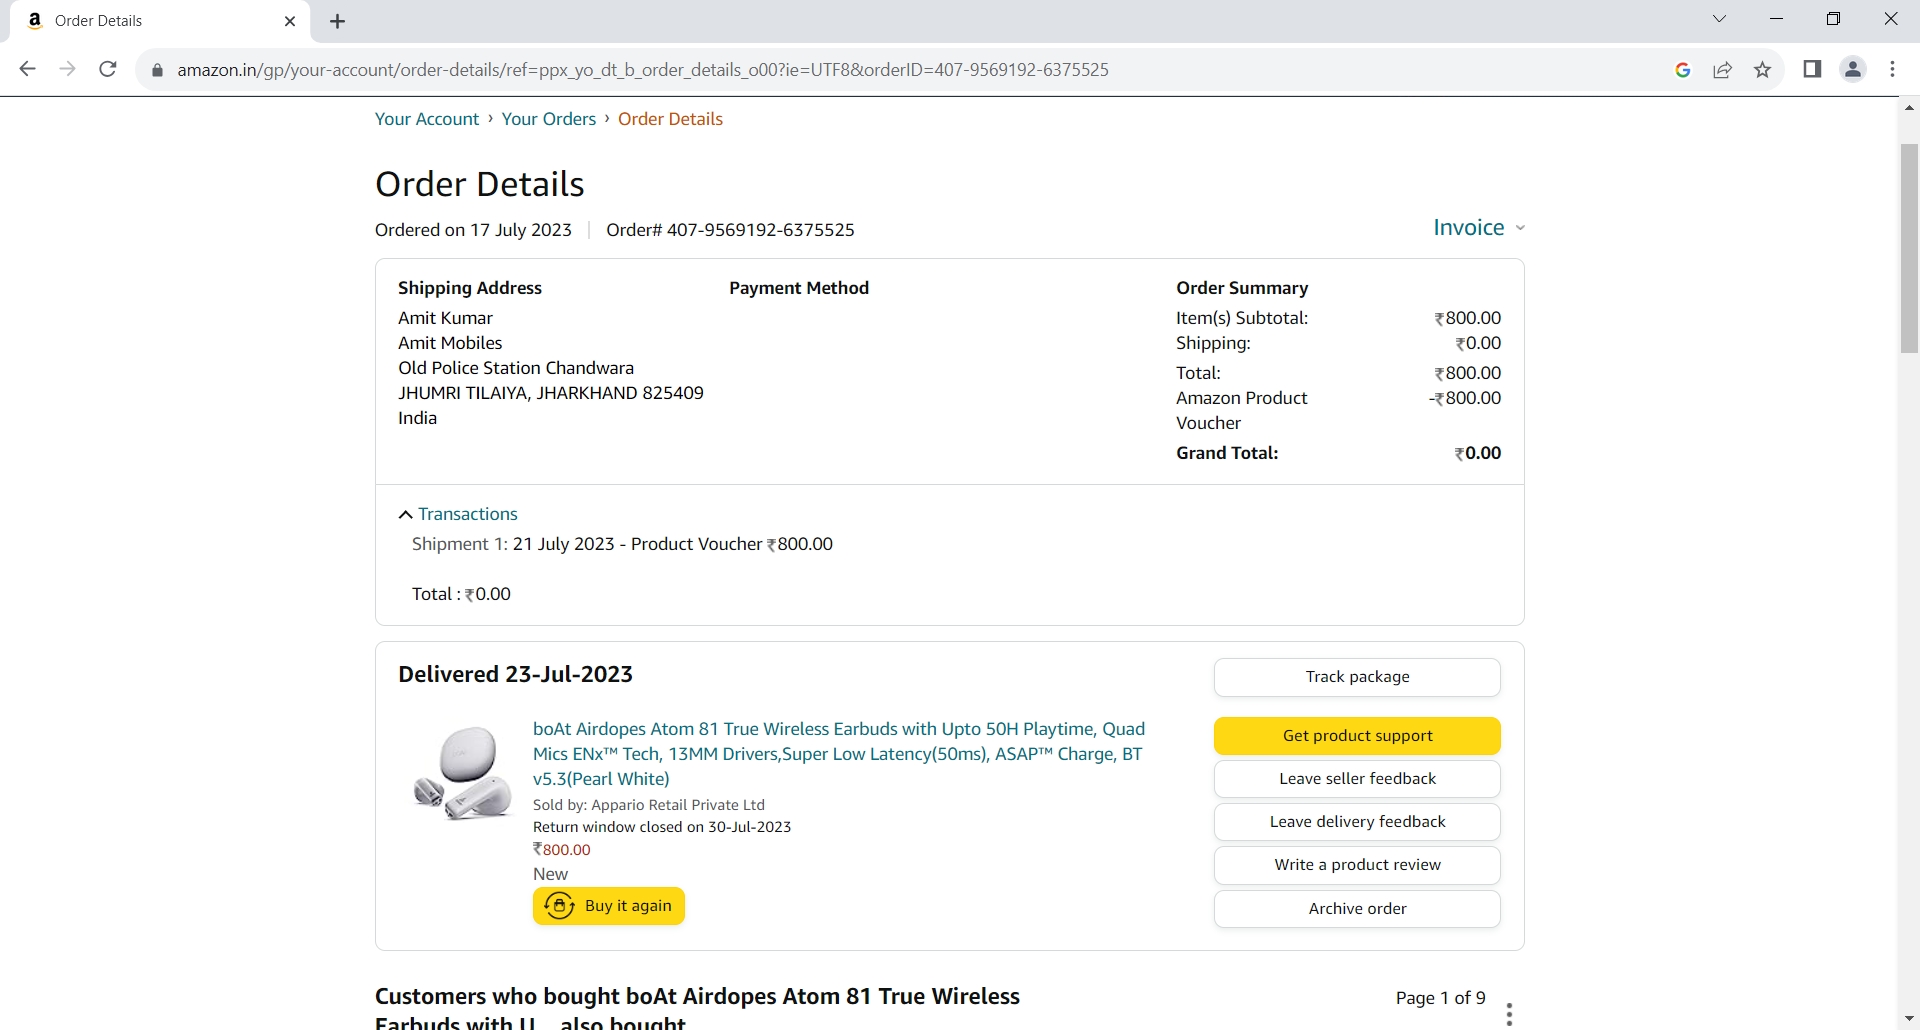 Order Details
amazon.in/gp/your-account/order-details/ref=ppx_yo_dt_b_order_details_o00?ie=UTF8&orderID=407-9569192-6375525
Your Account › Your Orders › Order Details
Order Details
Ordered on 17 July 2023 | Order# 407-9569192-6375525
Invoice
Shipping Address
Amit Kumar
Amit Mobiles
Old Police Station Chandwara
JHUMRI TILAIYA, JHARKHAND 825409
India
Payment Method
Order Summary
Item(s) Subtotal: ₹800.00
Shipping: ₹0.00
Total: ₹800.00
Amazon Product -₹800.00
Voucher
Grand Total: ₹0.00
Transactions
Shipment 1: 21 July 2023 - Product Voucher ₹800.00
Total : ₹0.00
Delivered 23-Jul-2023
boAt Airdopes Atom 81 True Wireless Earbuds with Upto 50H Playtime, Quad
Mics ENx™ Tech, 13MM Drivers,Super Low Latency(50ms), ASAP™ Charge, BT
v5.3(Pearl White)
Sold by: Appario Retail Private Ltd
Return window closed on 30-Jul-2023
₹800.00
New
Buy it again
Track package
Get product support
Leave seller feedback
Leave delivery feedback
Write a product review
Archive order
Customers who bought boAt Airdopes Atom 81 True Wireless
Earbuds with U... also bought
Page 1 of 9